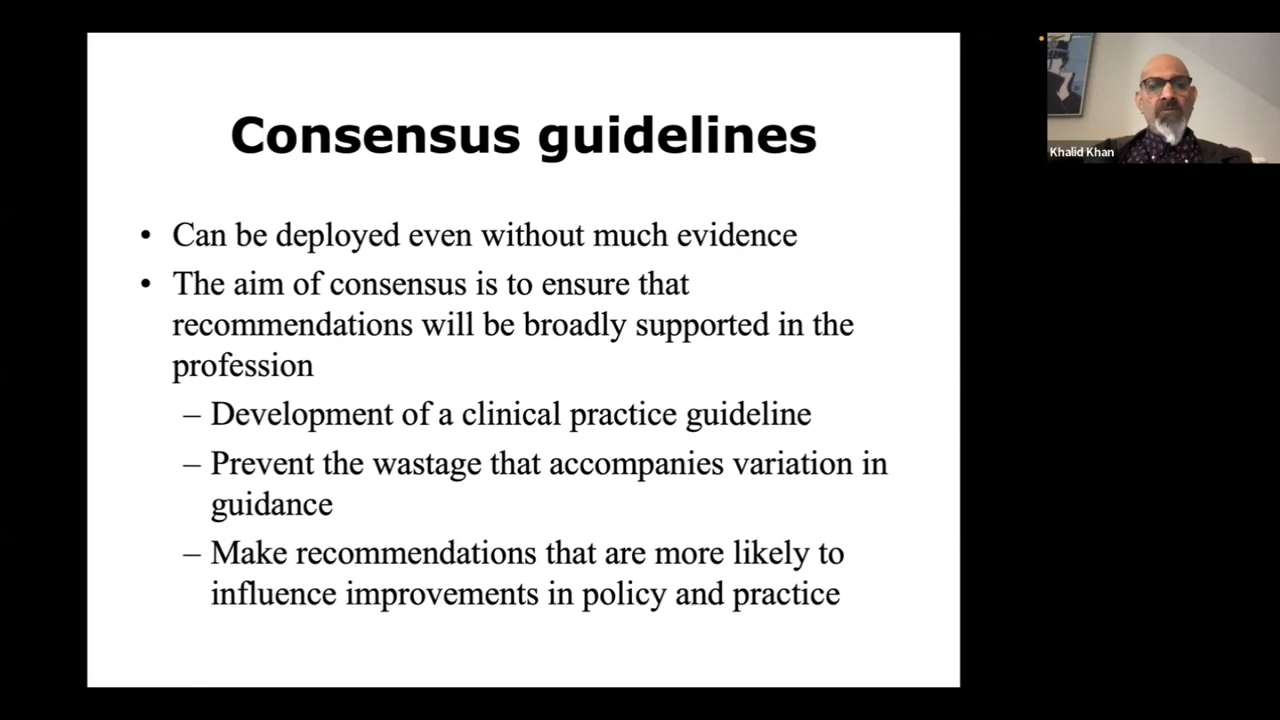 Consensus guidelines
• Can be deployed even without much evidence
• The aim of consensus is to ensure that
recommendations will be broadly supported in the
profession
– Development of a clinical practice guideline
– Prevent the wastage that accompanies variation in
guidance
– Make recommendations that are more likely to
influence improvements in policy and practice
Khalid Khan